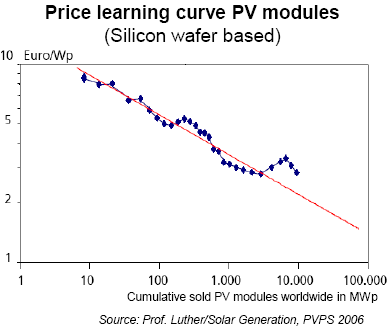 Price learning curve PV modules
(Silicon wafer based)
10
Euro/Wp
5
2
1
1 10 100 1.000 10.000 100.000
Cumulative sold PV modules worldwide in MWp
Source: Prof. Luther/Solar Generation, PVPS 2006